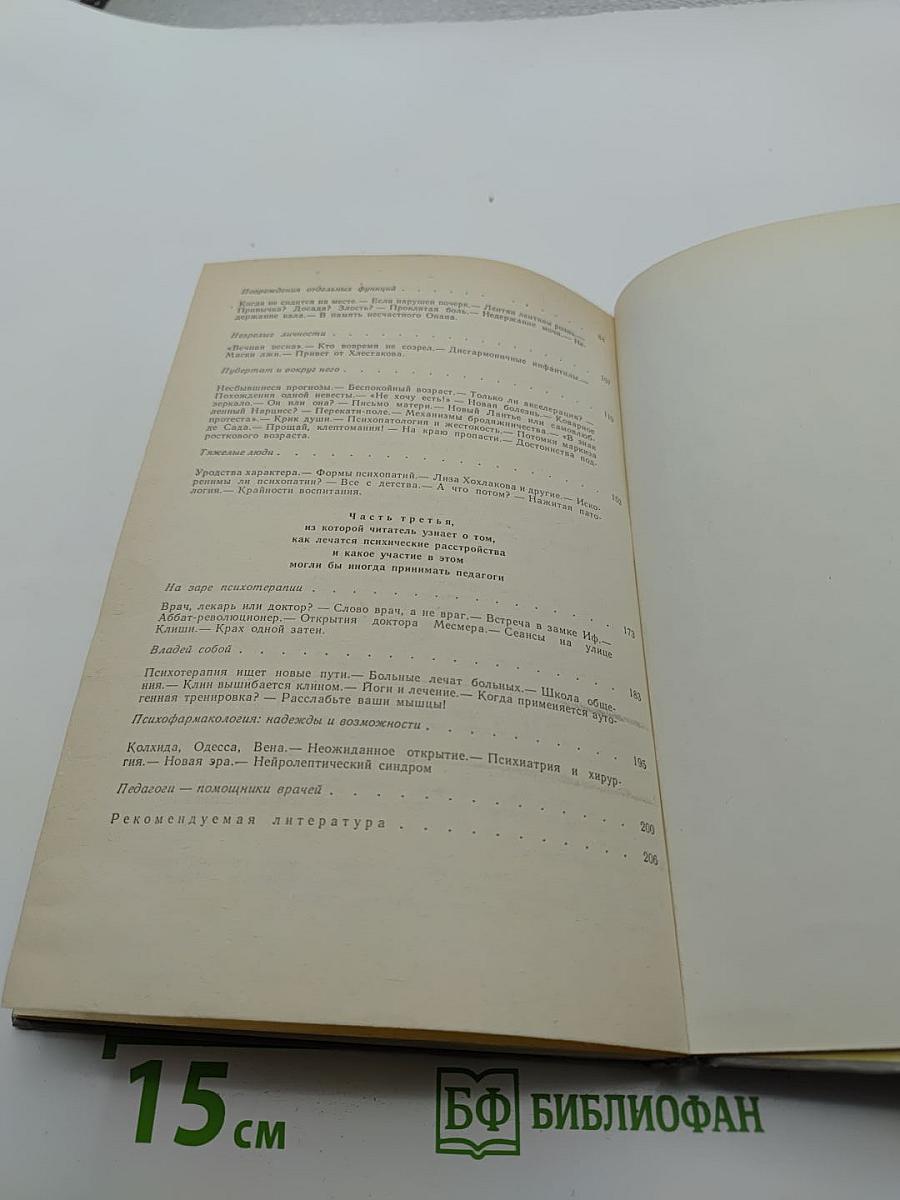 Повреждения отдельных функций . . . . . . . . . . . 84
Когда не сидится на месте.— Если нарушен почерк.— Лентяи лентяям рознь.—
Привычка? Досада? Злость? — Проклятая боль.— Недержание мочи.— Не-
держание кала.— В память несчастного Онана.
Незрелые личности . . . . . . . . . . . . .
«Вечная весна».— Кто вовремя не созрел.— Дисгармоничные инфантилы.—
Маски лжи.— Привет от Хлестакова.
Пубертат и вокруг него . . . . . . . . . . .
Несбывшиеся прогнозы.— Беспокойный возраст.— Только ли акселерация? —
Похождения одной невесты.— «Не хочу есть!» — Новая болезнь.— Коварное
зеркало.— Он или она? — Письмо матери.— Новый Лантье или самовлюб-
ленный Нарцисс? — Перекати-поле.— Механизмы бродяжничества.— «В знак
протеста».— Крик души.— Психопатология и жестокость.— Потомки маркиза
де Сада.— Прощай, клептомания! — На краю пропасти.— Достоинства под-
росткового возраста.
Тяжелые люди . . . . . . . . . . . . .
Уродства характера.— Формы психопатий.— Лиза Хохлакова и другие.— Иско-
ренимы ли психопатии? — Все с детства.— А что потом? — Нажитая пато-
логия.— Крайности воспитания.
Часть третья,
из которой читатель узнает о том,
как лечатся психические расстройства
и какое участие в этом
могли бы иногда принимать педагоги
На заре психотерапии . . . . . . . . . . . . 173
Врач, лекарь или доктор? — Слово врач, а не враг.— Встреча в замке Иф.—
Аббат-революционер.— Открытия доктора Месмера.— Сеансы на улице
Клиши.— Крах одной затеи.
Владей собой . . . . . . . . . . . . . . 183
Психотерапия ищет новые пути.— Больные лечат больных.— Школа обще-
ния.— Клин вышибается клином.— Йоги и лечение.— Когда применяется ауто-
генная тренировка? — Расслабьте ваши мышцы!
Психофармакология: надежды и возможности . . . . . . . . 195
Колхида, Одесса, Вена.— Неожиданное открытие.— Психиатрия и хирур-
гия.— Новая эра.— Нейролептический синдром
Педагоги — помощники врачей . . . . . . . . . . . . 200
Рекомендуемая литература . . . . . . . . . . 206
15 см
БФ БИБЛИОФАН